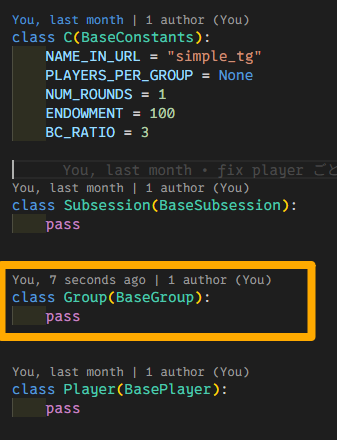 You, last month | 1 author (You)
class C(BaseConstants):
NAME_IN_URL = "simple_tg"
PLAYERS_PER_GROUP = None
NUM_ROUNDS = 1
ENDOWMENT = 100
BC_RATIO = 3
You, last month • fix player ごと
You, last month | 1 author (You)
class Subsession(BaseSubsession):
pass
You, 7 seconds ago | 1 author (You)
class Group(BaseGroup):
pass
You, last month | 1 author (You)
class Player(BasePlayer):
pass